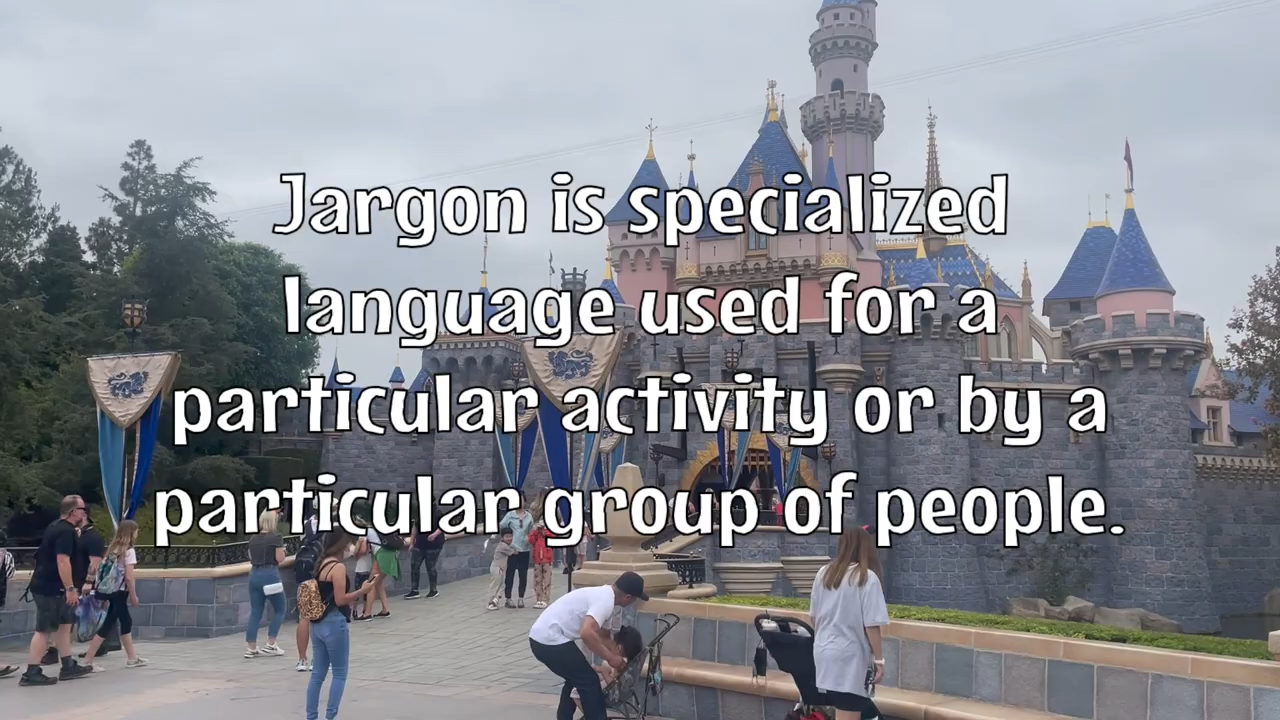 Jargon is specialized
language used for a
particular activity or by a
particular group of people.